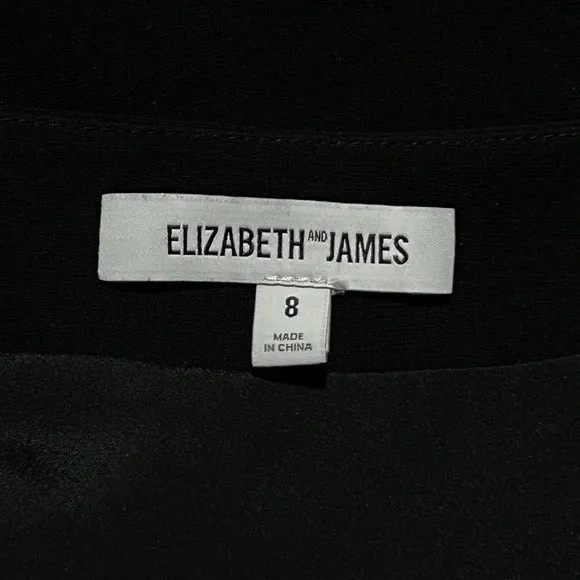 ELIZABETH AND JAMES
8
MADE
IN CHINA